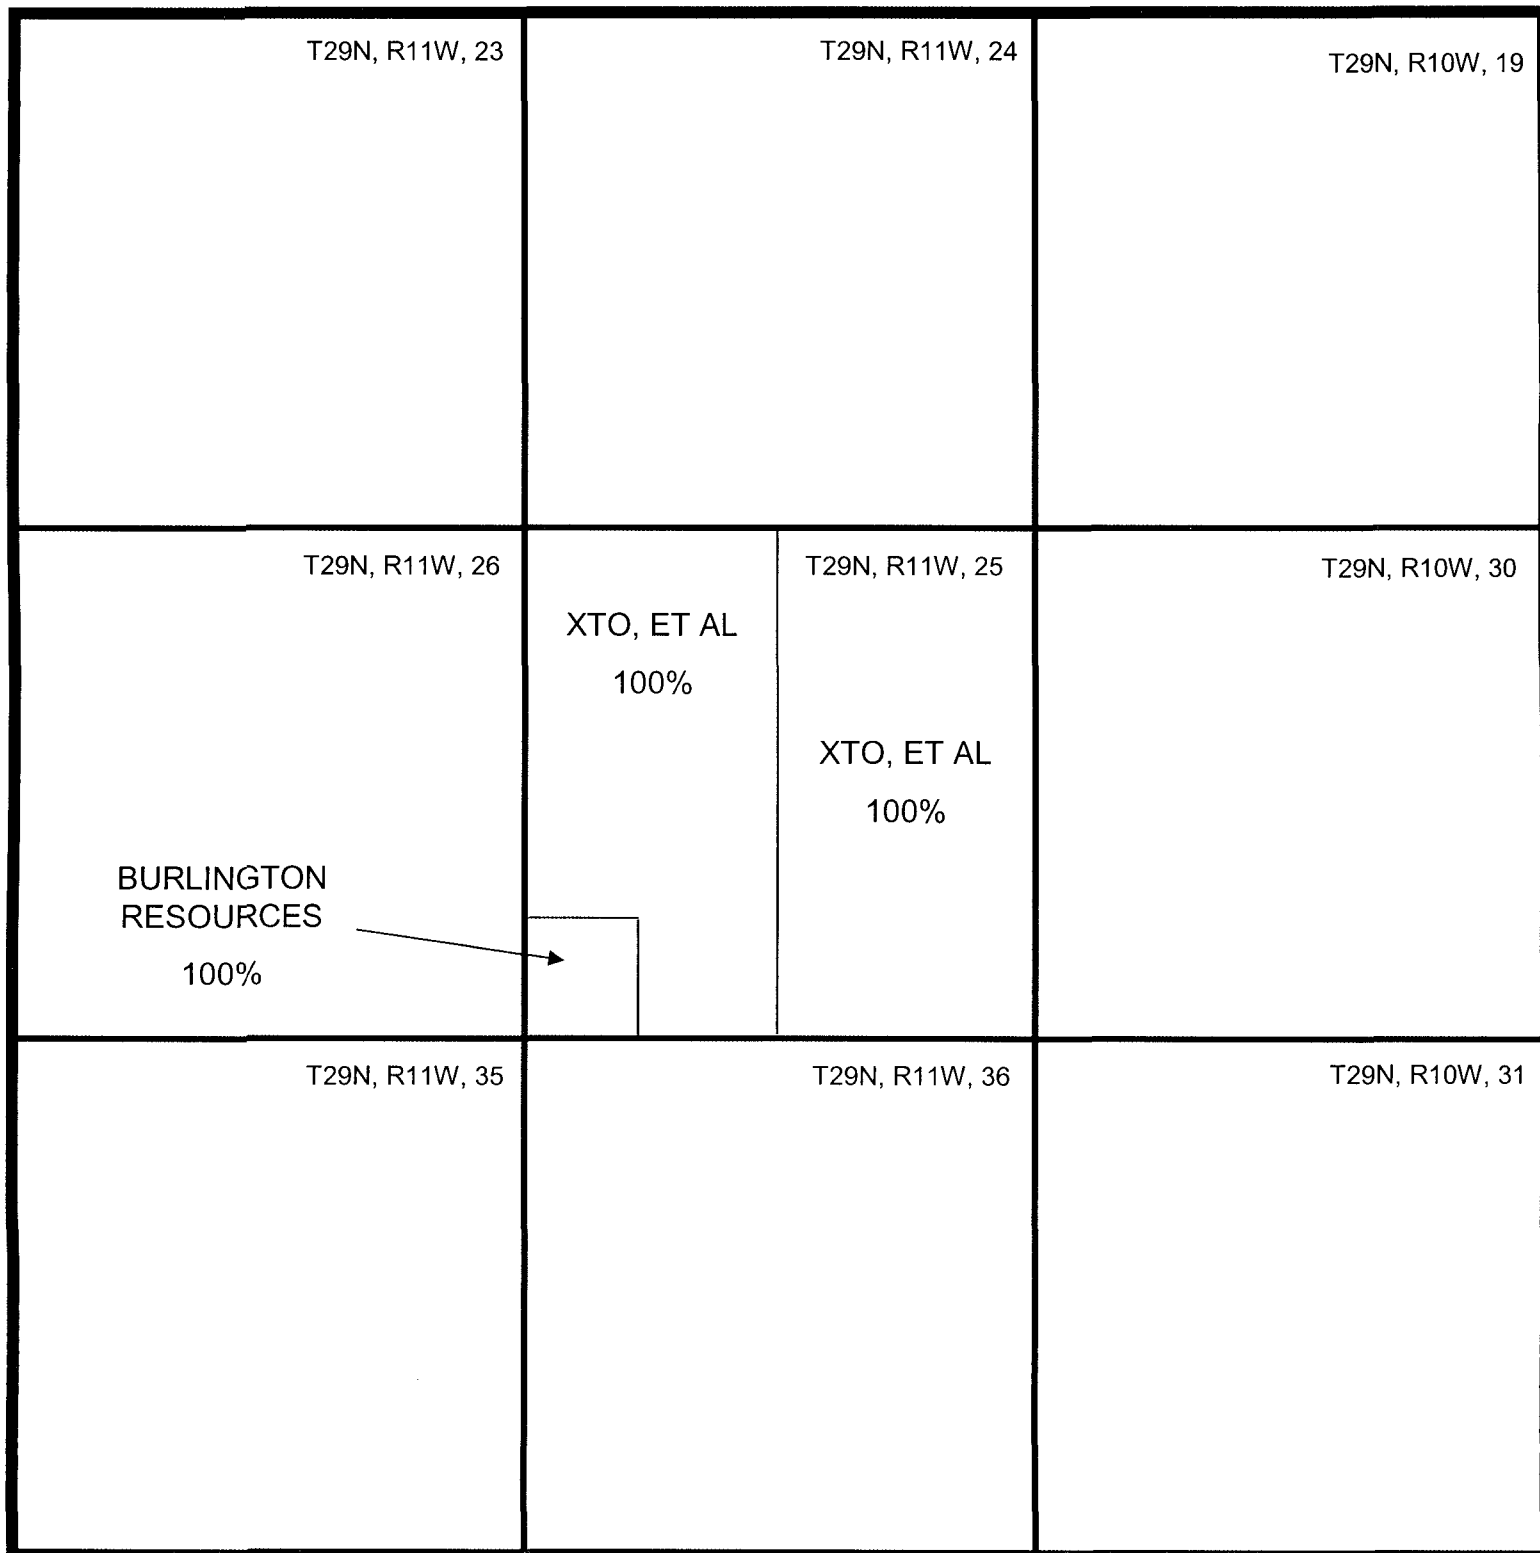 T29N, R11W, 23
T29N, R11W, 24
T29N, R10W, 19
T29N, R11W, 26
T29N, R11W, 25
T29N, R10W, 30
XTO, ET AL
100%
XTO, ET AL
100%
BURLINGTON
RESOURCES
100%
T29N, R11W, 35
T29N, R11W, 36
T29N, R10W, 31